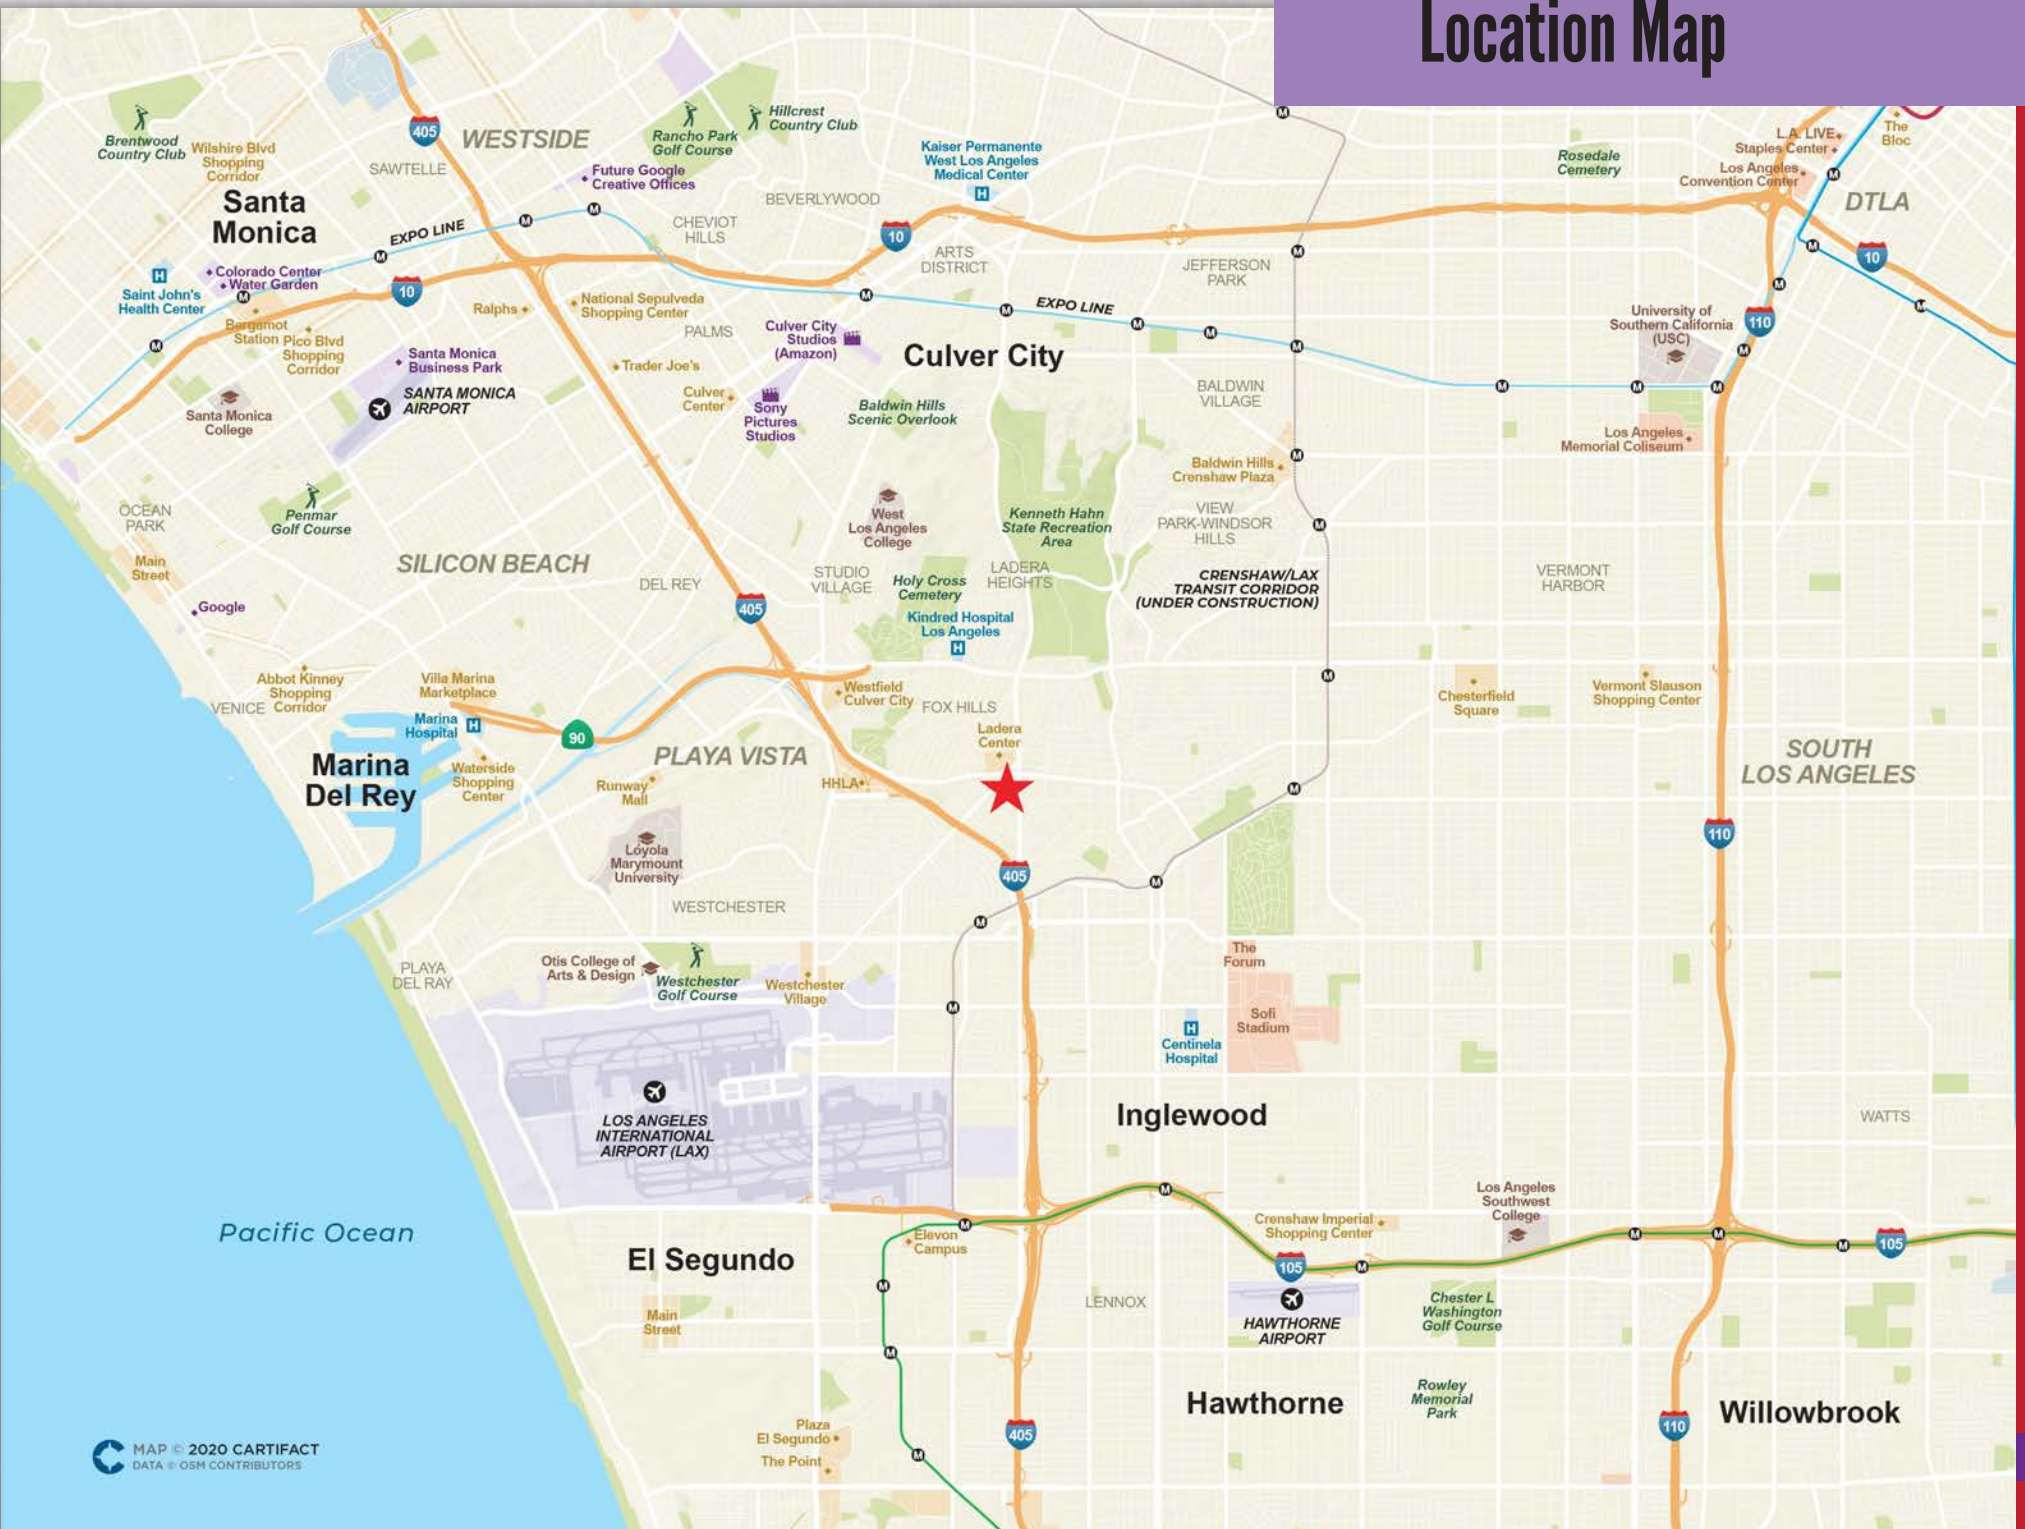 Location Map
Brentwood
Country Club
Wilshire Blvd
Shopping
Corridor
405
WESTSIDE
SAWTELLE
Rancho Park
Golf Course
Hillcrest
Country Club
Future Google
Creative Offices
Kaiser Permanente
West Los Angeles
Medical Center
H
BEVERLYWOOD
Rosedale
Cemetery
L.A. LIVE
Staples Center
Los Angeles
Convention Center
The
Bloc
DTLA
Santa
Monica
EXPO LINE
CHEVIOT
HILLS
10
ARTS
DISTRICT
JEFFERSON
PARK
10
H
Saint John's
Health Center
Colorado Center
Water Garden
10
Bergamot
Station
Pico Blvd
Shopping
Corridor
Ralphs
National Sepulveda
Shopping Center
PALMS
Culver City
Studios
(Amazon)
EXPO LINE
Culver City
University of
Southern California
(USC)
110
Santa Monica
Business Park
SANTA MONICA
AIRPORT
Santa Monica
College
Trader Joe's
Culver
Center
Sony
Pictures
Studios
Baldwin Hills
Scenic Overlook
BALDWIN
VILLAGE
Los Angeles
Memorial Coliseum
Baldwin Hills
Crenshaw Plaza
OCEAN
PARK
Penmar
Golf Course
West
Los Angeles
College
Kenneth Hahn
State Recreation
Area
VIEW
PARK-WINDSOR
HILLS
Main
Street
SILICON BEACH
DEL REY
STUDIO
VILLAGE
Holy Cross
Cemetery
LADERA
HEIGHTS
CRENSHAW/LAX
TRANSIT CORRIDOR
(UNDER CONSTRUCTION)
VERMONT
HARBOR
Google
405
Kindred Hospital
Los Angeles
H
Abbot Kinney
Shopping
Corridor
VENICE
Villa Marina
Marketplace
Marina
Hospital
H
90
Westfield
Culver City
FOX HILLS
Chesterfield
Square
Vermont Slauson
Shopping Center
Marina
Del Rey
Waterside
Shopping
Center
PLAYA VISTA
Runway
Mall
HHLA
Ladera
Center
SOUTH
LOS ANGELES
110
Loyola
Marymount
University
405
WESTCHESTER
PLAYA
DEL RAY
Otis College of
Arts & Design
Westchester
Golf Course
Westchester
Village
The
Forum
Sofi
Stadium
H
Centinela
Hospital
LOS ANGELES
INTERNATIONAL
AIRPORT (LAX)
Inglewood
WATTS
Pacific Ocean
El Segundo
Elevon
Campus
Crenshaw Imperial
Shopping Center
Los Angeles
Southwest
College
105
105
Main
Street
LENNOX
HAWTHORNE
AIRPORT
Chester L
Washington
Golf Course
Hawthorne
Rowley
Memorial
Park
Willowbrook
110
Plaza
El Segundo
The Point
405
MAP © 2020 CARTIFACT
DATA © OSM CONTRIBUTORS